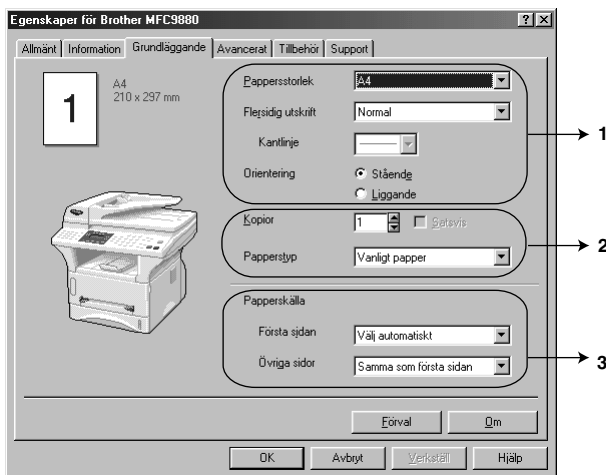 Egenskaper för Brother MFC9880
Allmänt Information Grundläggande Avancerat Tillbehör Support
1
A4
210 x 297 mm
Pappersstorlek A4
Flersidig utskrift Normal
Kantlinje
Orientering Stående
Liggande
1
Kopior 1 Satsvis
Papperstyp Vanligt papper
2
Papperskälla
Första sidan Välj automatiskt
Övriga sidor Samma som första sidan
3
Förval Om
OK Avbryt Verkställ Hjälp